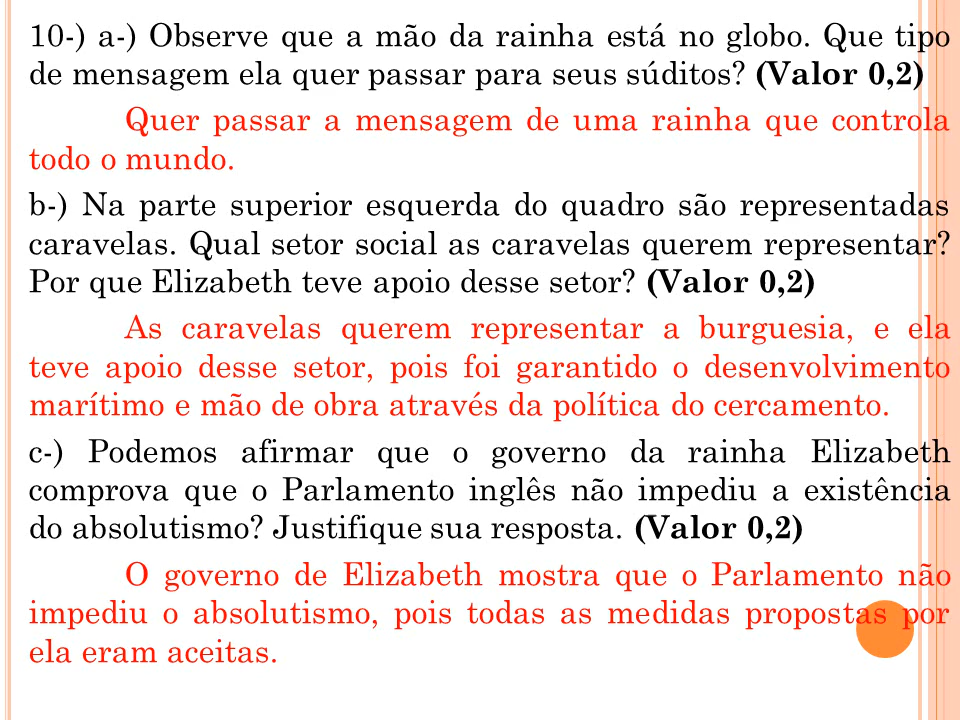 10-) a-) Observe que a mão da rainha está no globo. Que tipo
de mensagem ela quer passar para seus súditos? (Valor 0,2)
Quer passar a mensagem de uma rainha que controla
todo o mundo.
b-) Na parte superior esquerda do quadro são representadas
caravelas. Qual setor social as caravelas querem representar?
Por que Elizabeth teve apoio desse setor? (Valor 0,2)
As caravelas querem representar a burguesia, e ela
teve apoio desse setor, pois foi garantido o desenvolvimento
marítimo e mão de obra através da política do cercamento.
c-) Podemos afirmar que o governo da rainha Elizabeth
comprova que o Parlamento inglês não impediu a existência
do absolutismo? Justifique sua resposta. (Valor 0,2)
O governo de Elizabeth mostra que o Parlamento não
impediu o absolutismo, pois todas as medidas propostas por
ela eram aceitas.